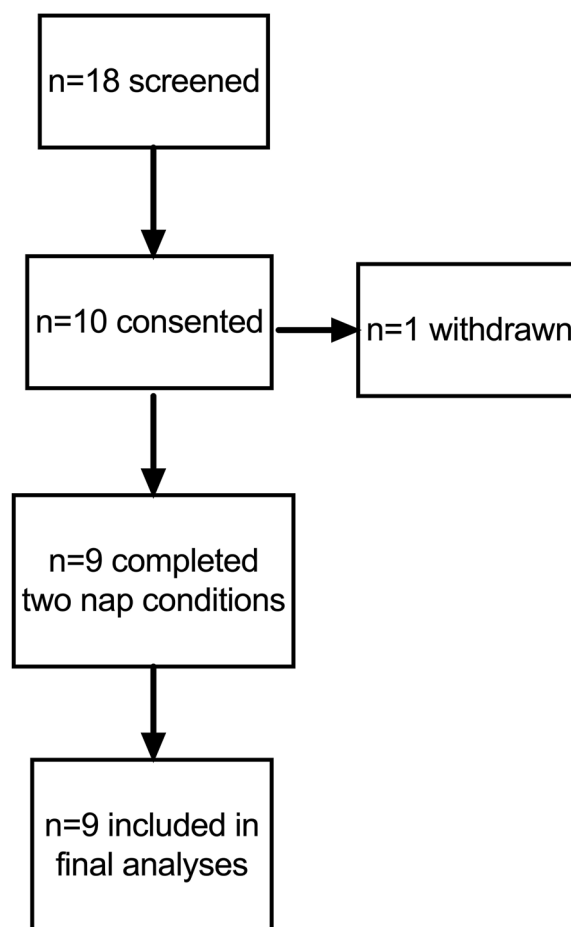 n=18 screened
n=10 consented
n=1 withdrawn
n=9 completed
two nap conditions
n=9 included in
final analyses